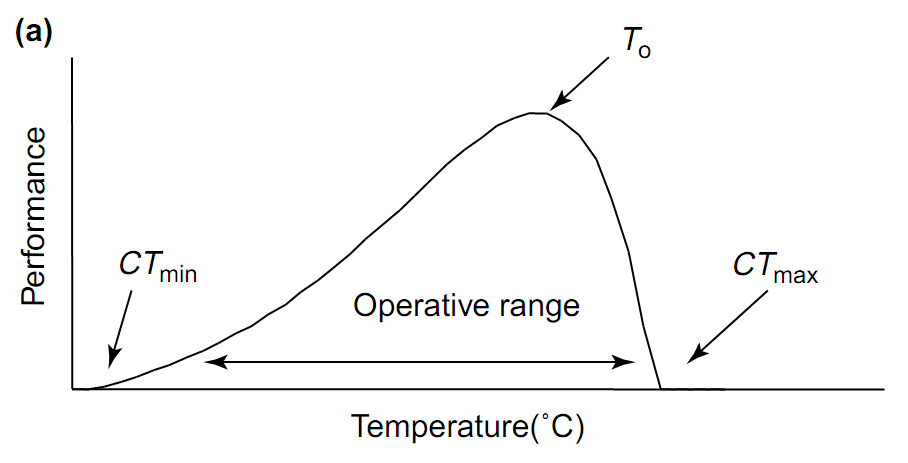 (a)
To
Performance
CTmin
CTmax
Operative range
Temperature(˚C)